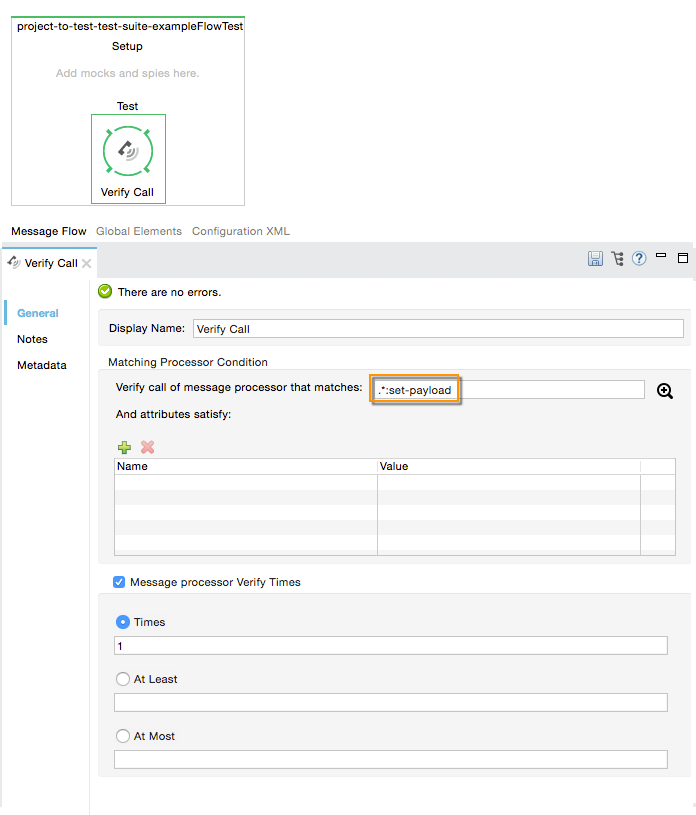 project-to-test-test-suite-exampleFlowTest
Setup
Add mocks and spies here.
Test
Verify Call
Message Flow Global Elements Configuration XML
Verify Call
There are no errors.
General
Notes
Metadata
Display Name: Verify Call
Matching Processor Condition
Verify call of message processor that matches: .*:set-payload
And attributes satisfy:
Name Value
Message processor Verify Times
Times
1
At Least
At Most